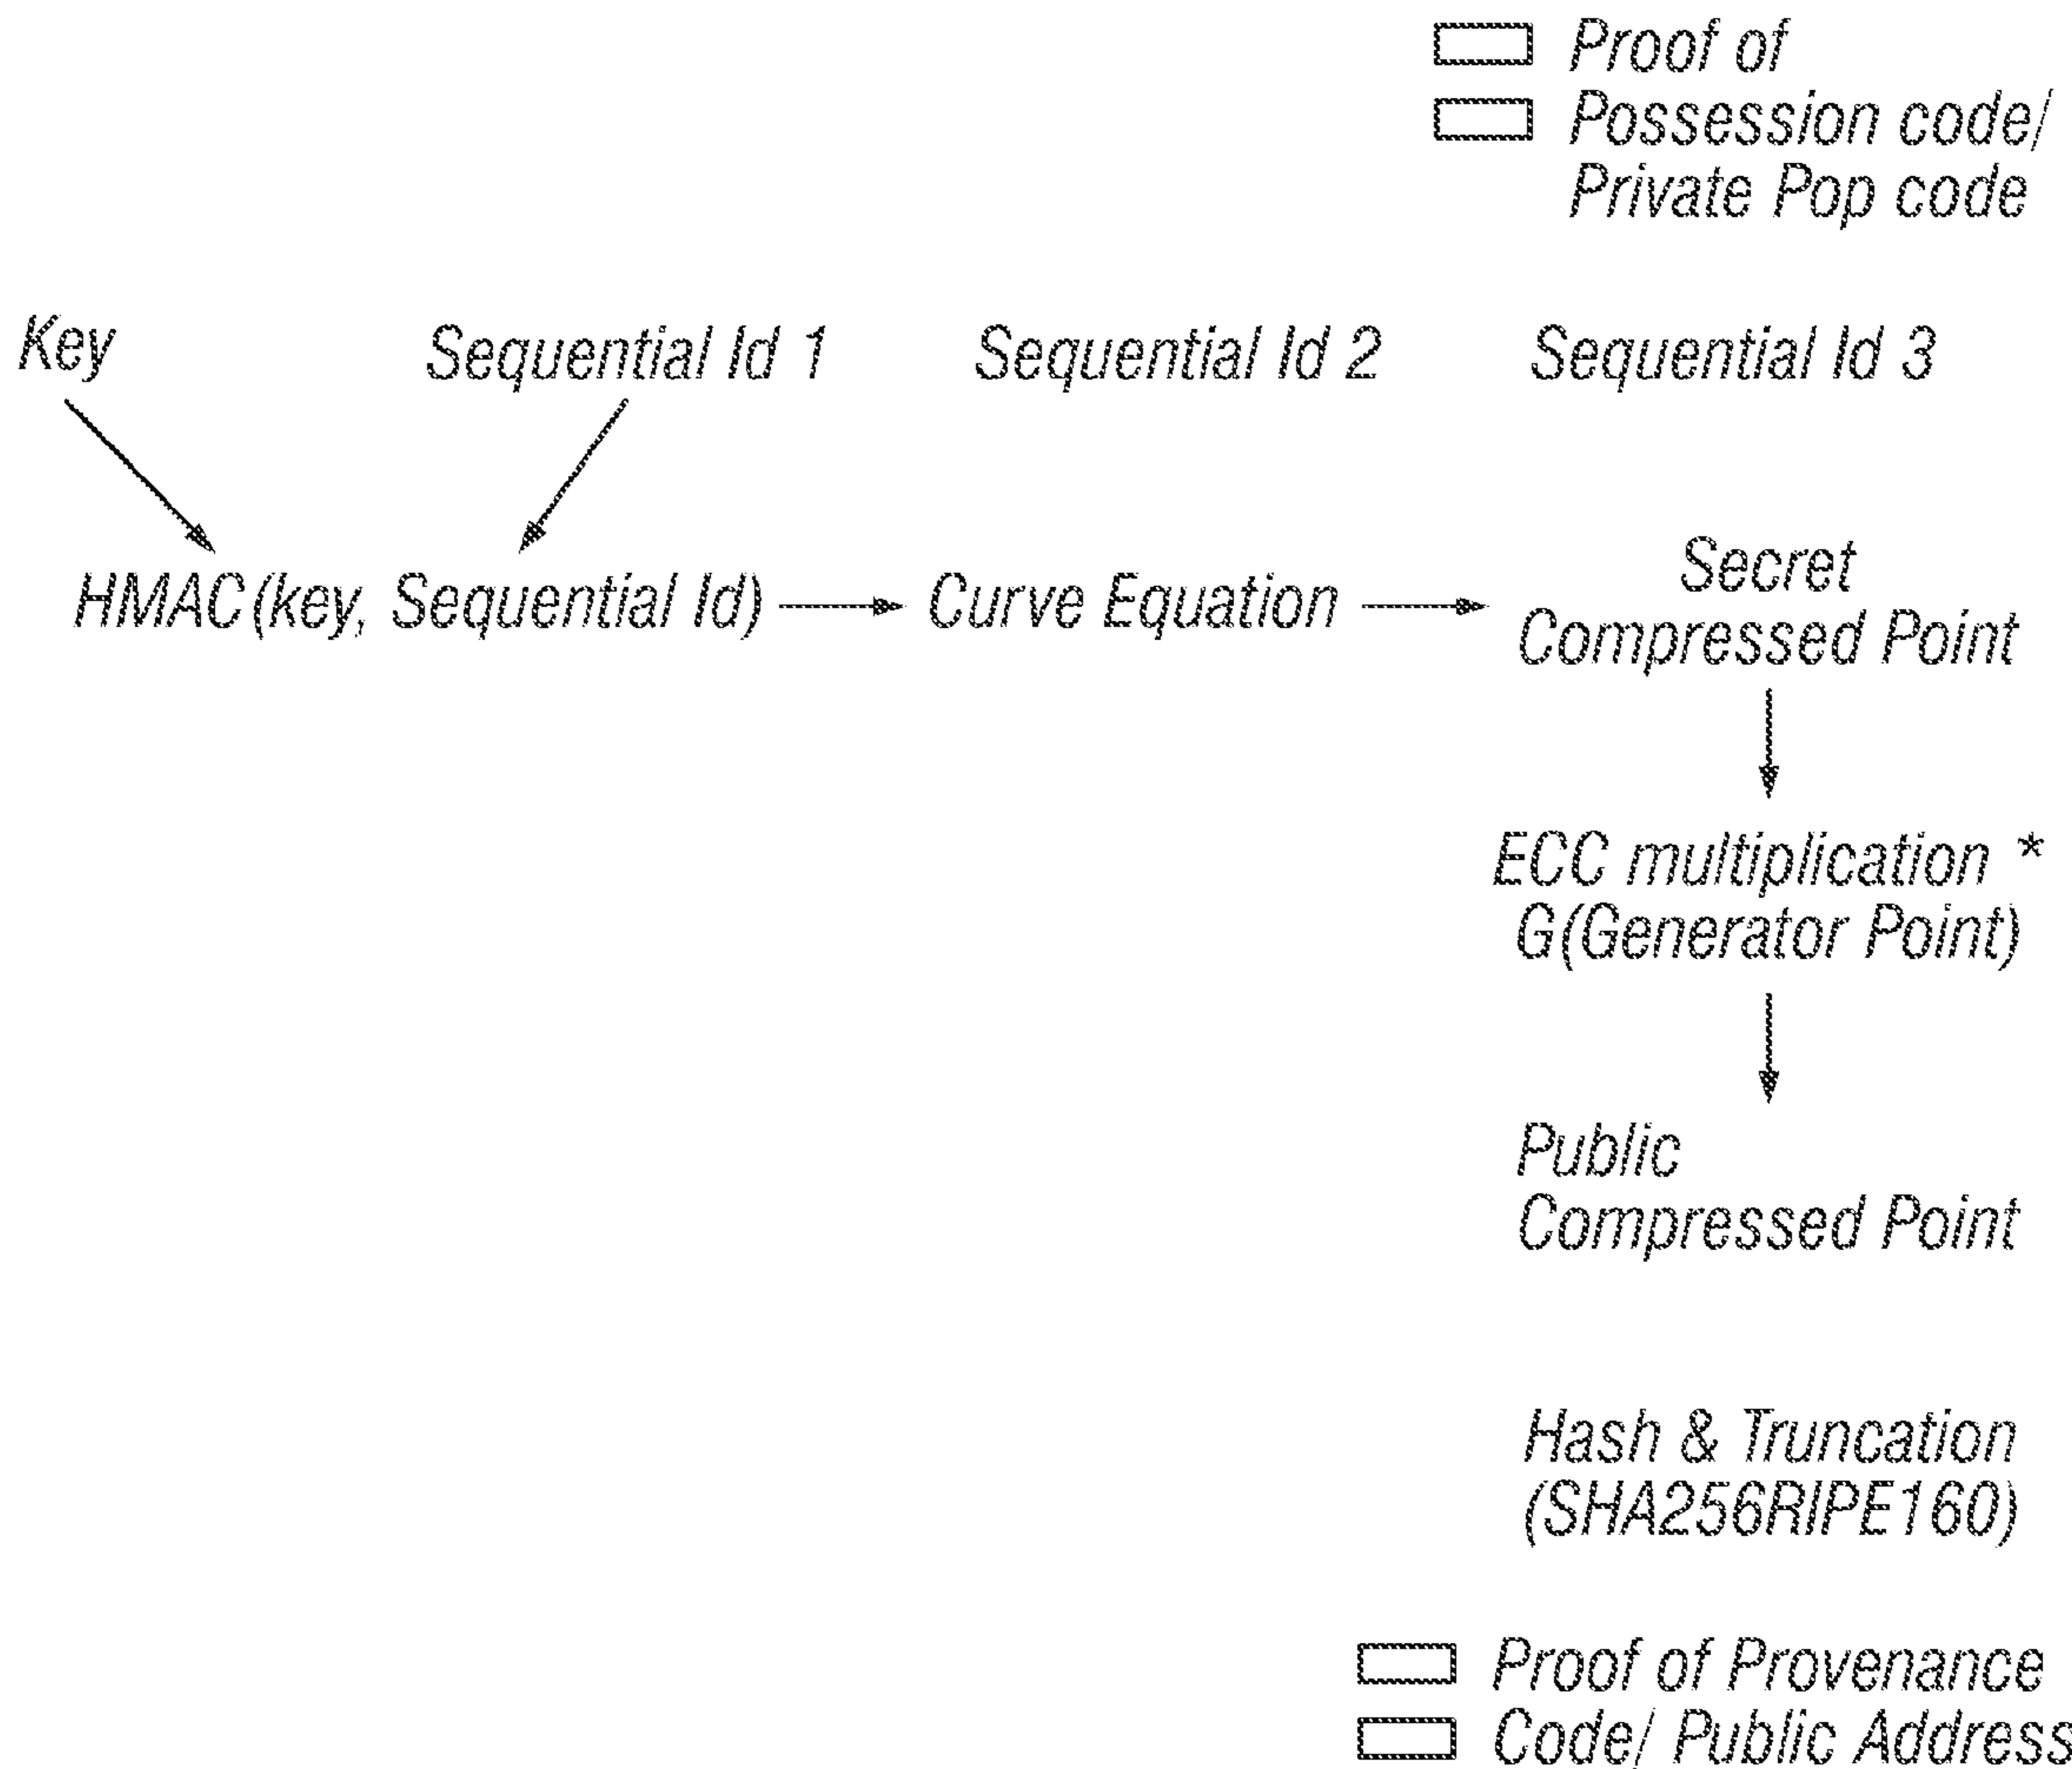 Proof of
Possession code/
Private Pop code
Key
Sequential Id 1
Sequential Id 2
Sequential Id 3
HMAC(key, Sequential Id)
Curve Equation
Secret
Compressed Point
ECC multiplication *
G(Generator Point)
Public
Compressed Point
Hash & Truncation
(SHA256RIPE160)
Proof of Provenance
Code/ Public Address